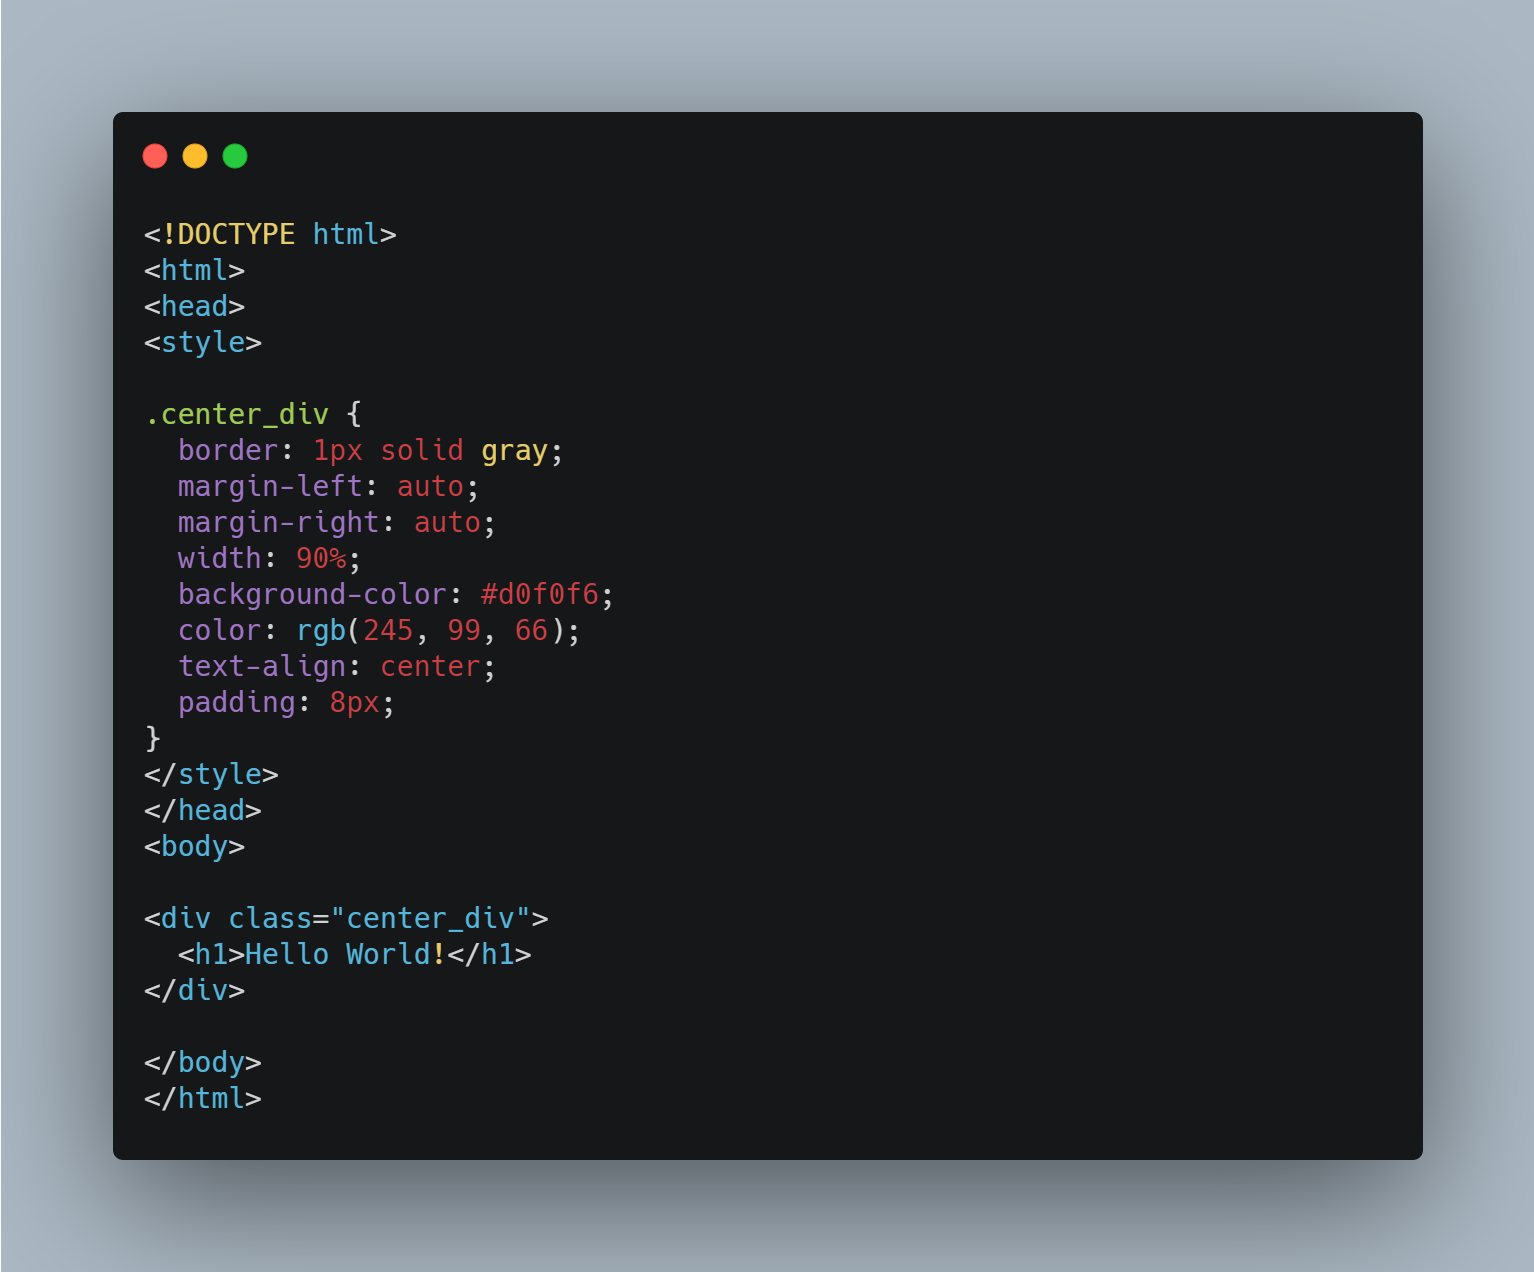 <!DOCTYPE html>
<html>
<head>
<style>

.center_div {
  border: 1px solid gray;
  margin-left: auto;
  margin-right: auto;
  width: 90%;
  background-color: #d0f0f6;
  color: rgb(245, 99, 66);
  text-align: center;
  padding: 8px;
}
</style>
</head>
<body>

<div class="center_div">
  <h1>Hello World!</h1>
</div>

</body>
</html>